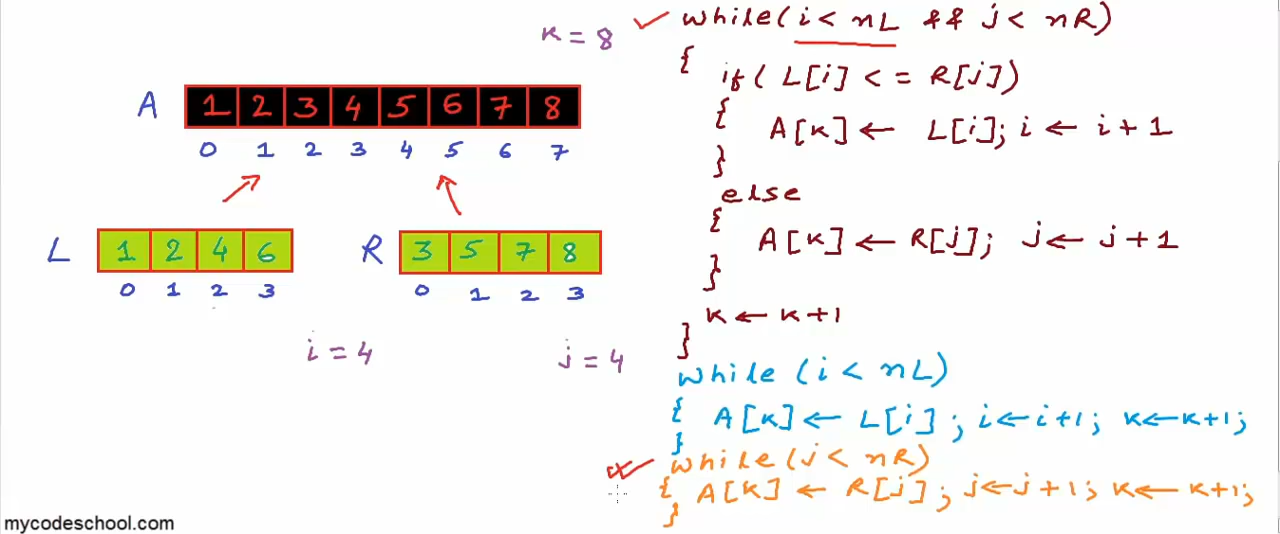 K = 8
A 1 2 3 4 5 6 7 8
0 1 2 3 4 5 6 7
L 1 2 4 6
0 1 2 3
R 3 5 7 8
0 1 2 3
i = 4
j = 4
while( i < nL && j < nR)
{ if( L[i] <= R[j])
{ A[K] ← L[i]; i ← i + 1
}
else
{ A[K] ← R[j]; j ← j + 1
}
K ← K+1
}
while (i < nL)
{ A[K] ← L[i]; i←i+1; K←K+1;
}
while(j < nR)
{ A[K] ← R[j]; j←j+1; K← K+1;
}
mycodeschool.com